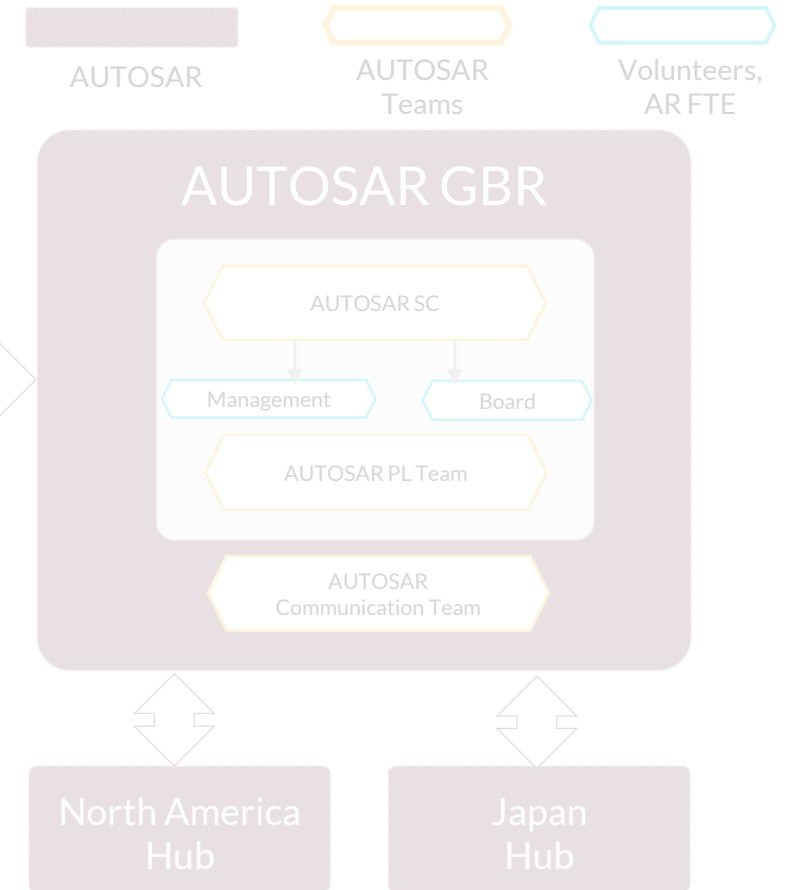 AUTOSAR
AUTOSAR
Teams
Volunteers,
AR FTE
AUTOSAR GBR
AUTOSAR SC
Management
Board
AUTOSAR PL Team
AUTOSAR
Communication Team
North America
Hub
Japan
Hub